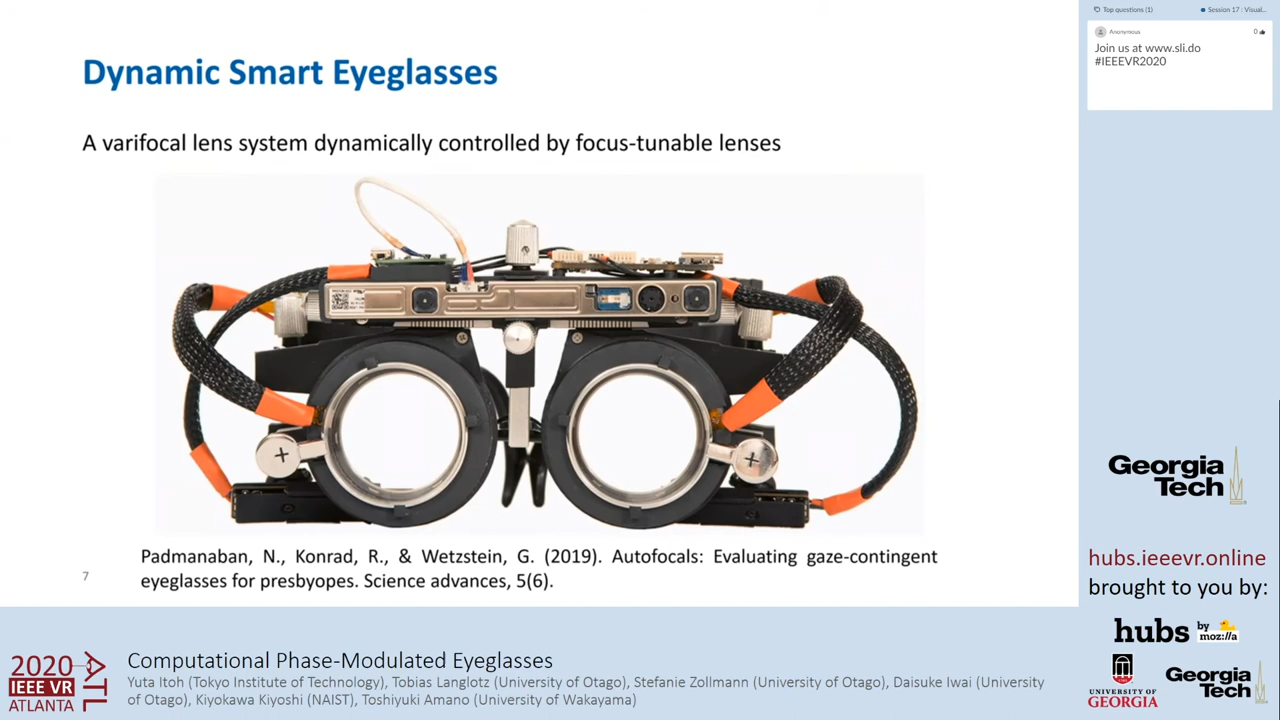 Dynamic Smart Eyeglasses
A varifocal lens system dynamically controlled by focus-tunable lenses
Padmanaban, N., Konrad, R., & Wetzstein, G. (2019). Autofocals: Evaluating gaze-contingent
eyeglasses for presbyopes. Science advances, 5(6).
7
Top questions (1)
Session 17 : Visual...
Anonymous
0
Join us at www.sli.do
#IEEEVR2020
Georgia
Tech
hubs.ieeevr.online
brought to you by:
hubs by
moz://a
UNIVERSITY OF
GEORGIA
Georgia
Tech
2020
IEEE VR
ATLANTA
ATL
Computational Phase-Modulated Eyeglasses
Yuta Itoh (Tokyo Institute of Technology), Tobias Langlotz (University of Otago), Stefanie Zollman (University of Otago), Daisuke Iwai (University
of Otago), Kiyokawa Kiyoshi (NAIST), Toshiyuki Amano (University of Wakayama)